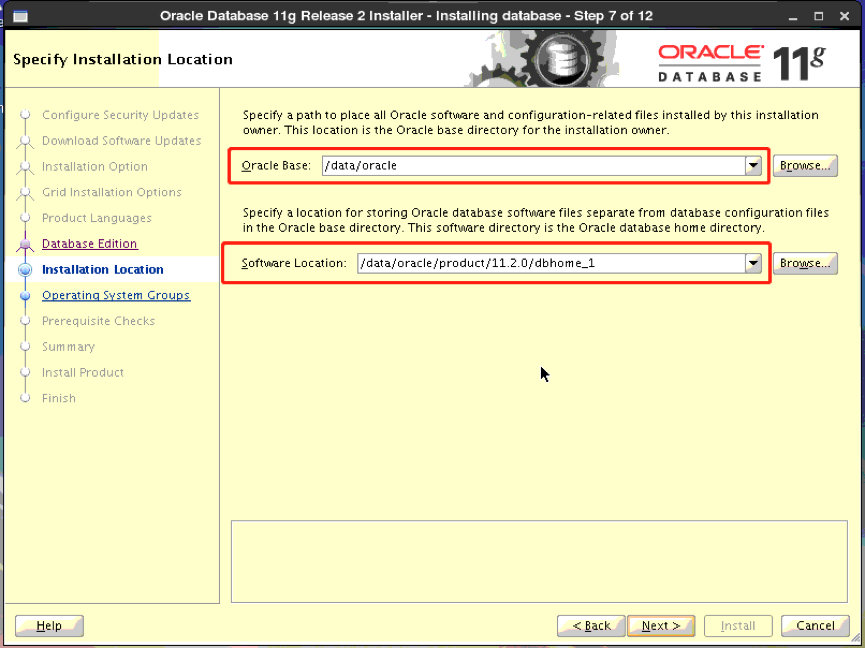 Oracle Database 11g Release 2 Installer - Installing database - Step 7 of 12
Specify Installation Location
ORACLE
DATABASE
11g
Configure Security Updates
Download Software Updates
Installation Option
Grid Installation Options
Product Languages
Database Edition
Installation Location
Operating System Groups
Prerequisite Checks
Summary
Install Product
Finish
Specify a path to place all Oracle software and configuration-related files installed by this installation
owner. This location is the Oracle base directory for the installation owner.
Oracle Base: /data/oracle Browse...
Specify a location for storing Oracle database software files separate from database configuration files
in the Oracle base directory. This software directory is the Oracle database home directory.
Software Location: /data/oracle/product/11.2.0/dbhome_1 Browse...
Help < Back Next > Install Cancel